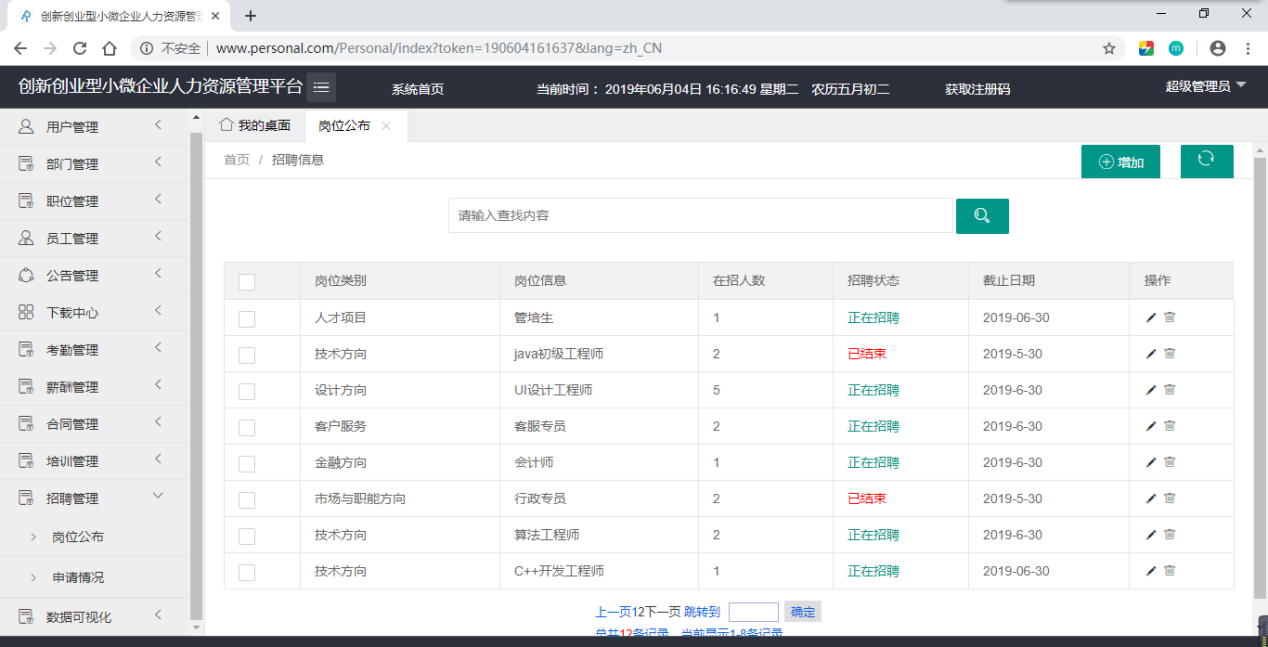 创新创业型小微企业人力资源管
不安全 www.personal.com/Personal/Index?token=190604161637&lang=zh_CN
创新创业型小微企业人力资源管理平台 系统首页 当前时间： 2019年06月04日 16:16:49 星期二 农历五月初二 获取注册码 超级管理员
用户管理
部门管理
职位管理
员工管理
公告管理
下载中心
考勤管理
薪酬管理
合同管理
培训管理
招聘管理
岗位公布
申请情况
数据可视化
我的桌面 岗位公布
首页 / 招聘信息 增加
请输入查找内容
岗位类别 岗位信息 在招人数 招聘状态 截止日期 操作
人才项目 管培生 1 正在招聘 2019-06-30
技术方向 java初级工程师 2 已结束 2019-5-30
设计方向 UI设计工程师 5 正在招聘 2019-6-30
客户服务 客服专员 2 正在招聘 2019-6-30
金融方向 会计师 1 正在招聘 2019-6-30
市场与职能方向 行政专员 2 已结束 2019-5-30
技术方向 算法工程师 2 正在招聘 2019-6-30
技术方向 C++开发工程师 1 正在招聘 2019-06-30
上一页12下一页 跳转到 确定
总共12条记录 当前显示1-8条记录